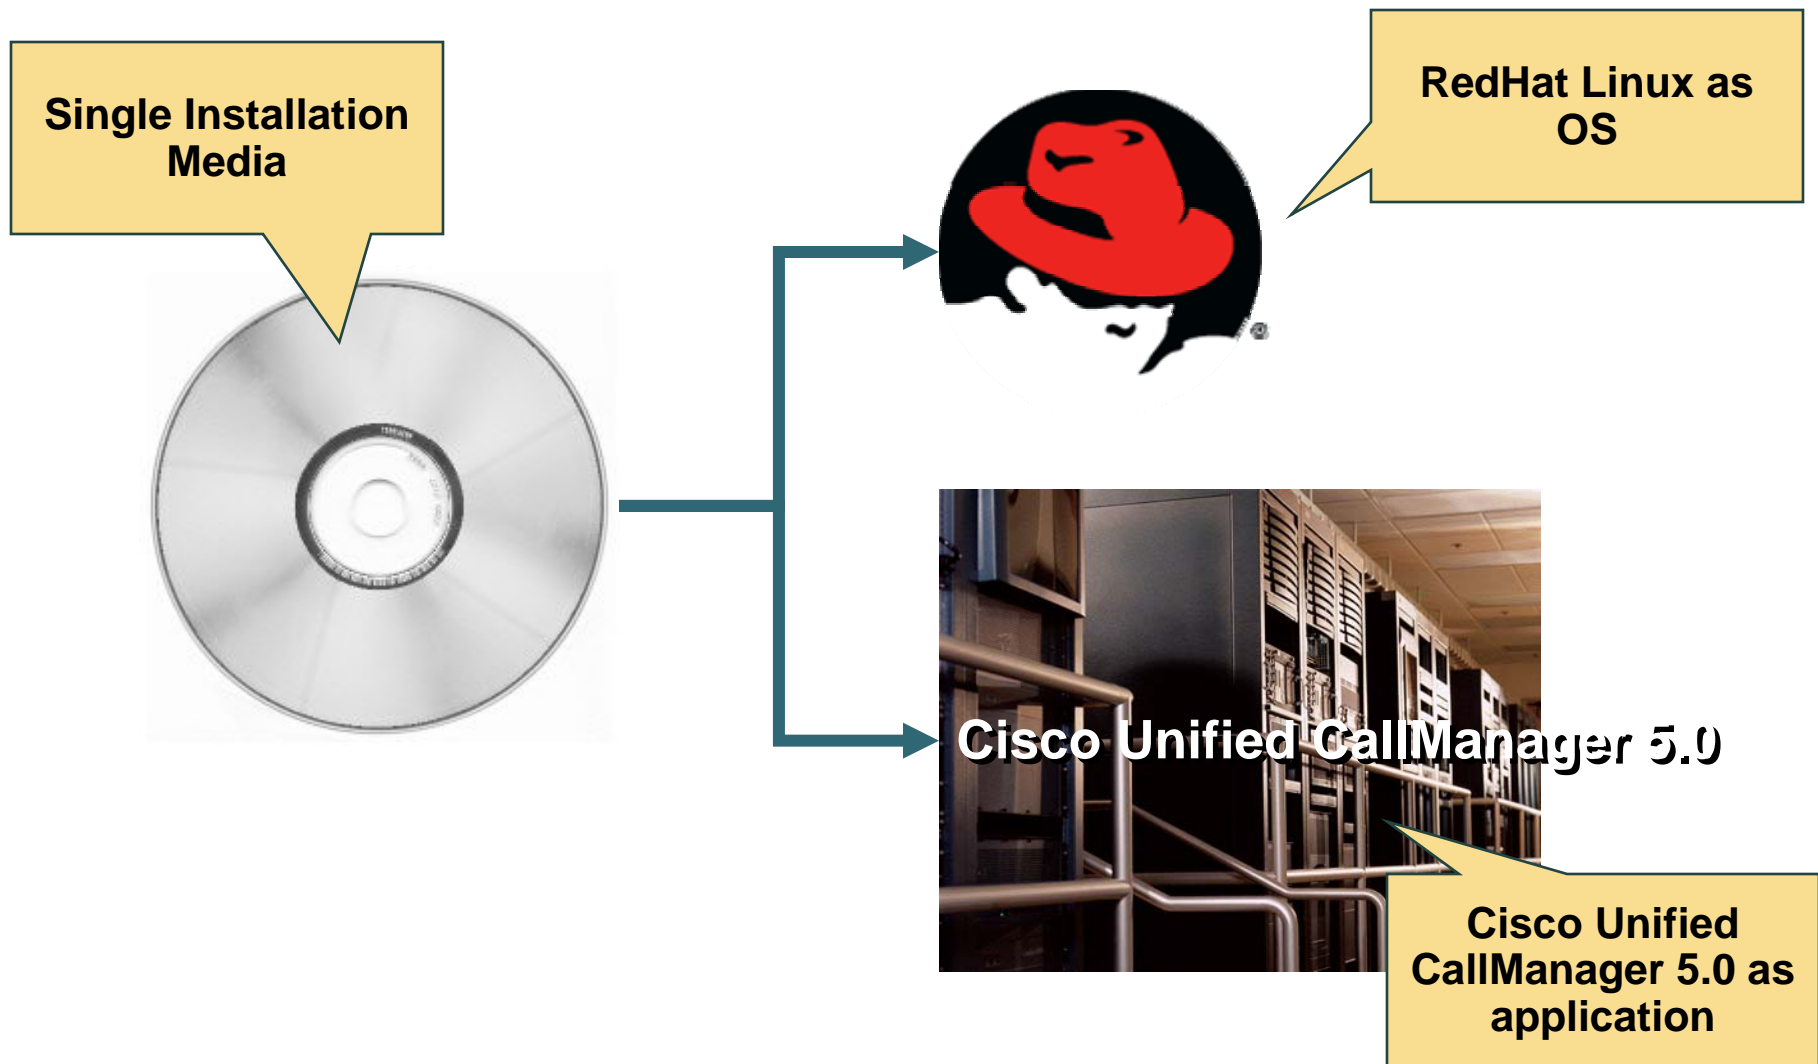 Single Installation
Media
RedHat Linux as
OS
®
Cisco Unified CallManager 5.0
Cisco Unified
CallManager 5.0 as
application